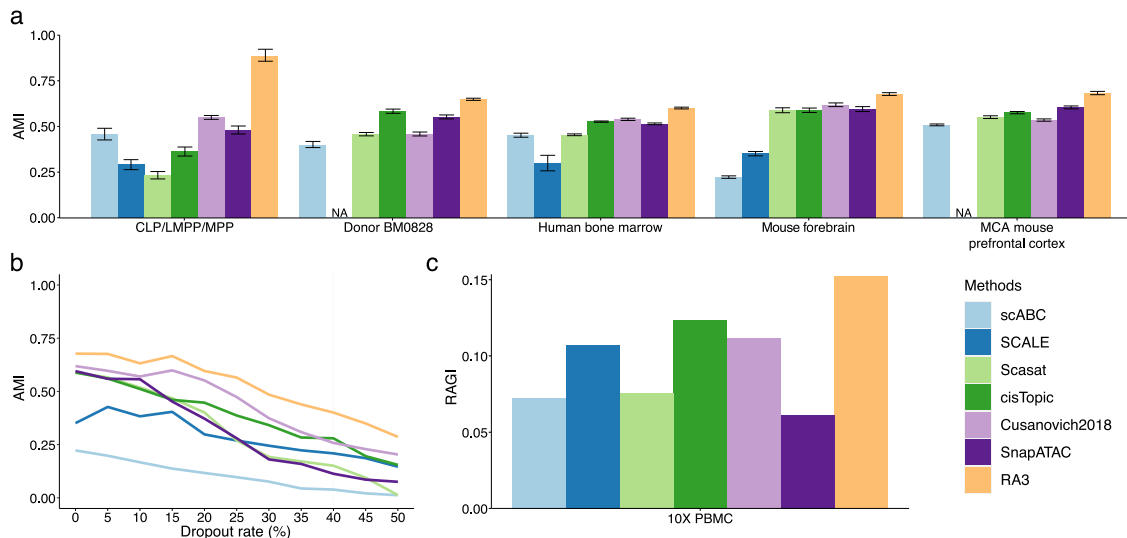 a
1.00
0.75
0.50
0.25
0.00
AMI
NA
NA
CLP/LMPP/MPP
Donor BM0828
Human bone marrow
Mouse forebrain
MCA mouse
prefrontal cortex
b
1.00
0.75
0.50
0.25
0.00
AMI
0 5 10 15 20 25 30 35 40 45 50
Dropout rate (%)
c
0.15
0.10
0.05
0.00
RAGI
10X PBMC
Methods
scABC
SCALE
Scasat
cisTopic
Cusanovich2018
SnapATAC
RA3